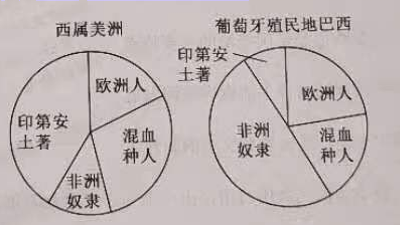 西属美洲
欧洲人
印第安
土著
混血
种人
非洲
奴隶
葡萄牙殖民地巴西
印第安
土著
欧洲人
非洲
奴隶
混血
种人